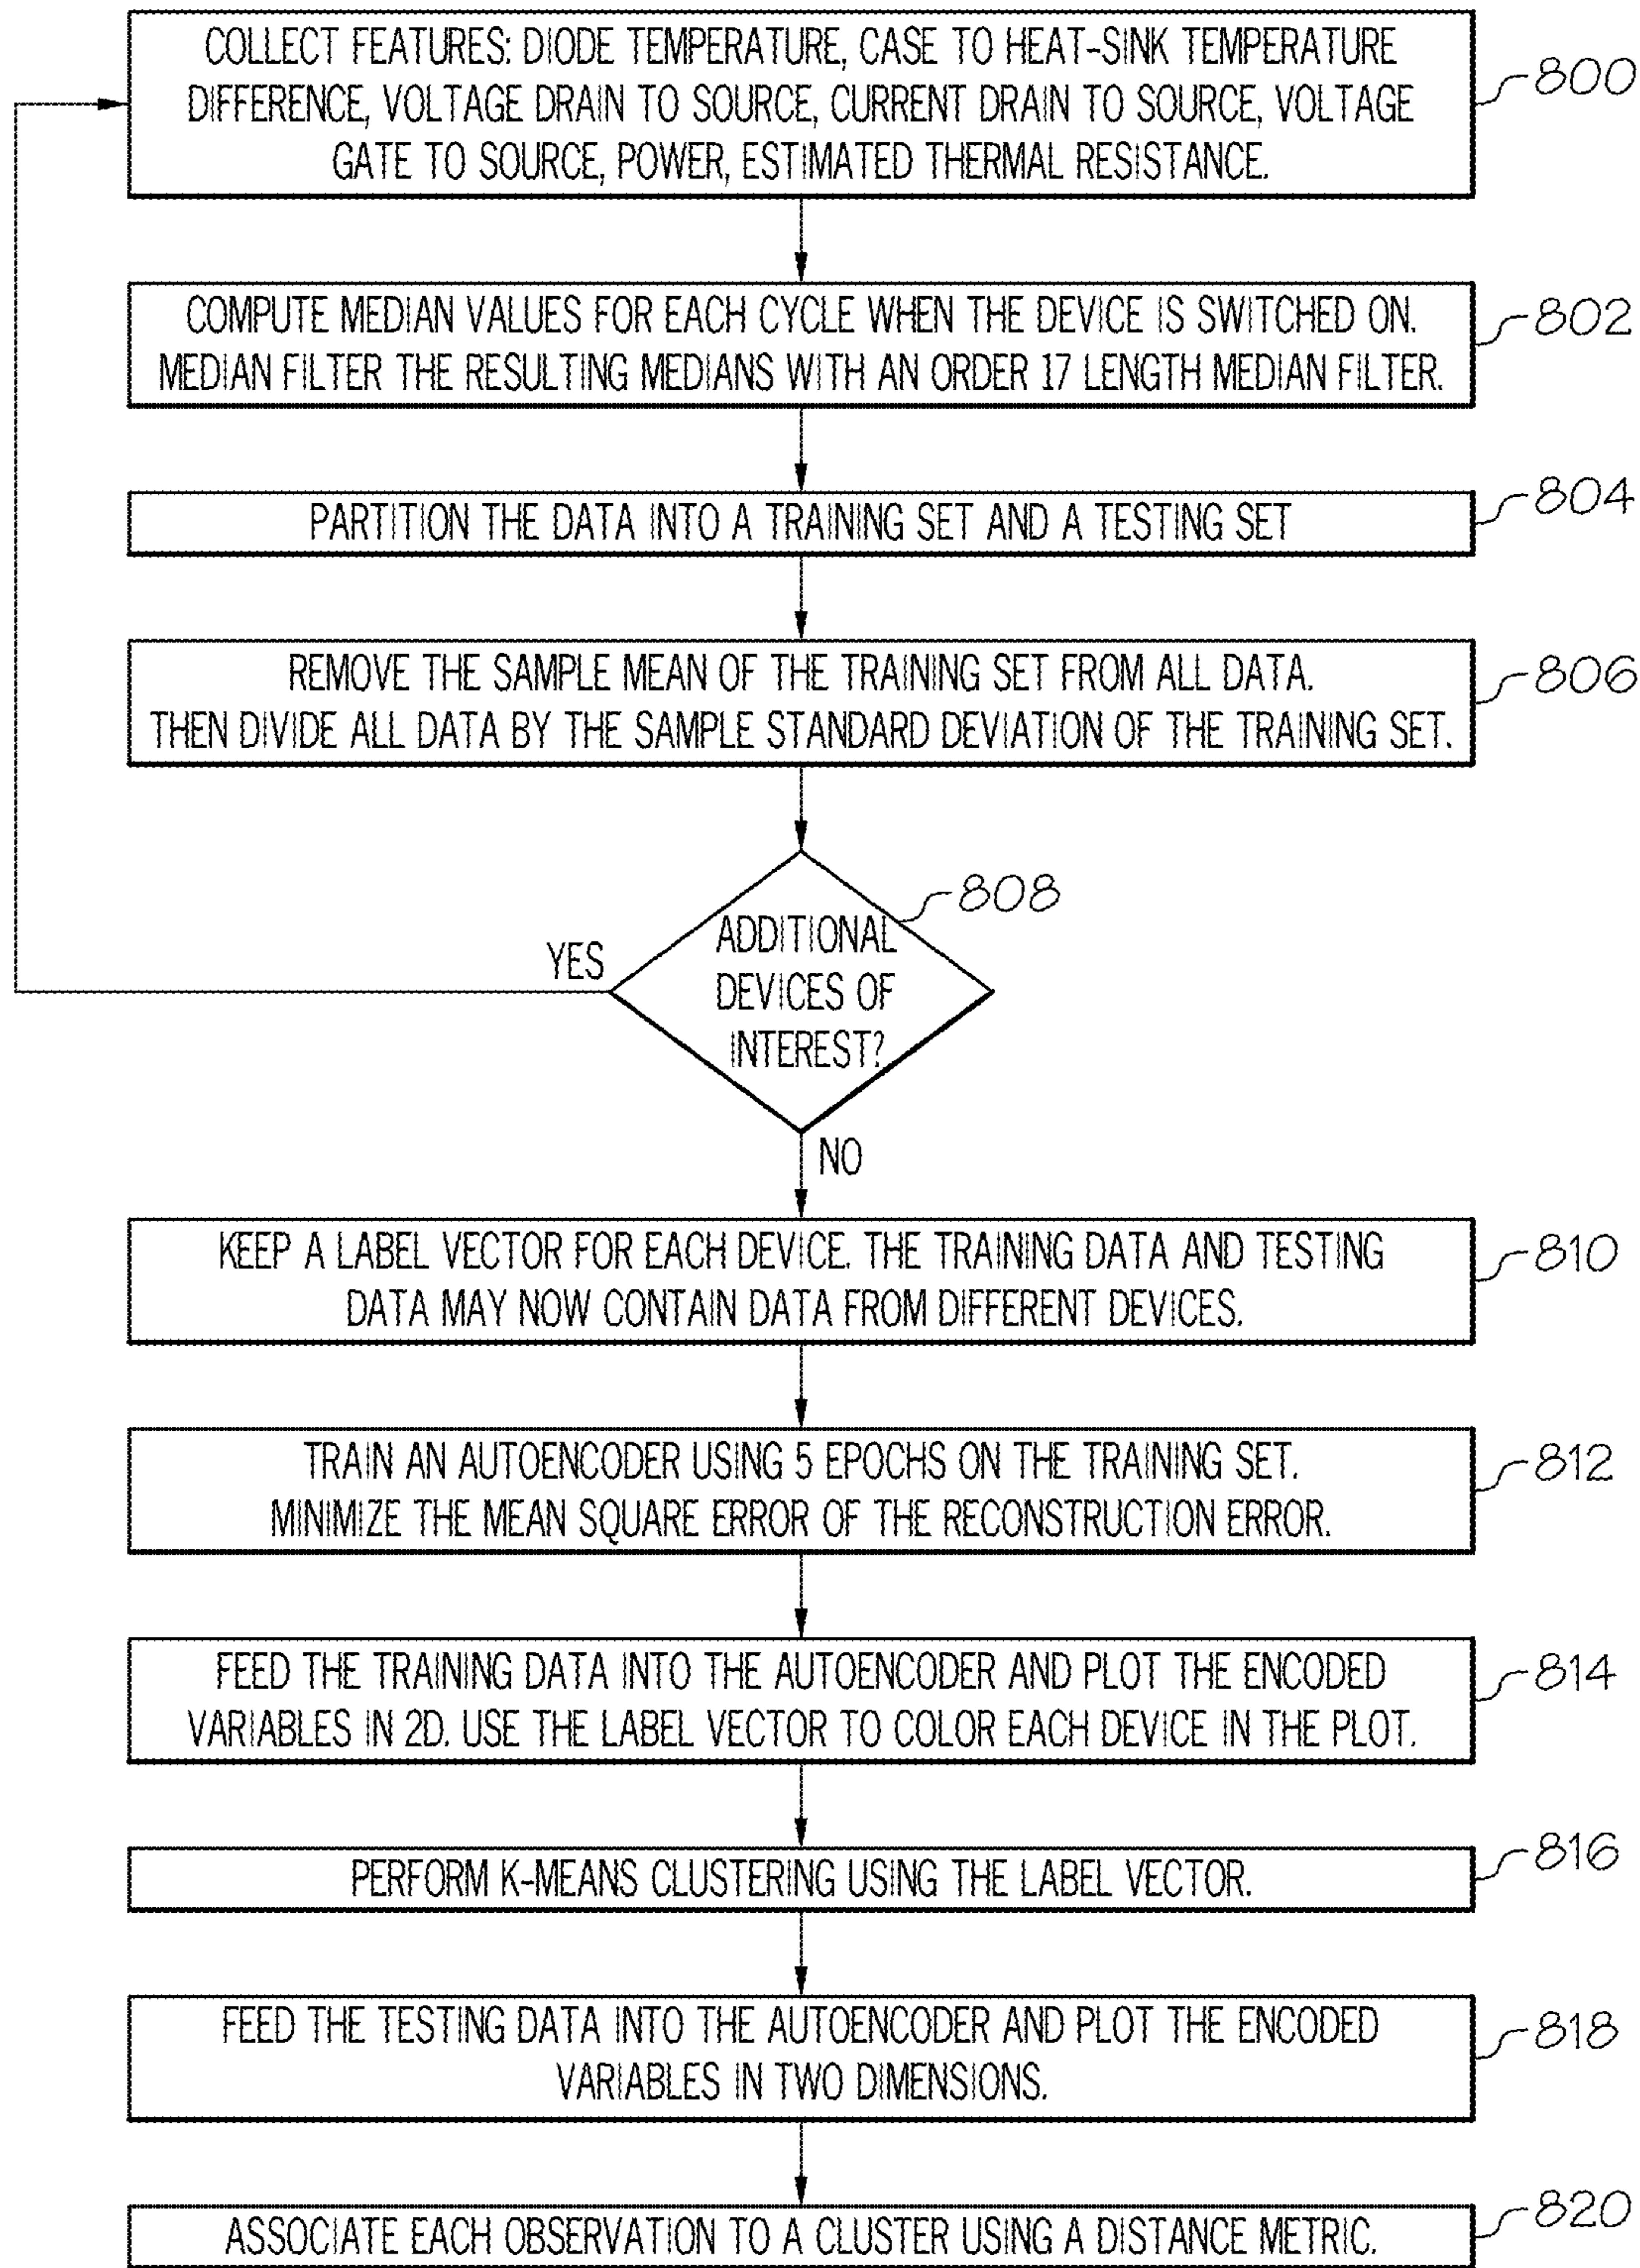 COLLECT FEATURES: DIODE TEMPERATURE, CASE TO HEAT-SINK TEMPERATURE
DIFFERENCE, VOLTAGE DRAIN TO SOURCE, CURRENT DRAIN TO SOURCE, VOLTAGE
GATE TO SOURCE, POWER, ESTIMATED THERMAL RESISTANCE.
800
COMPUTE MEDIAN VALUES FOR EACH CYCLE WHEN THE DEVICE IS SWITCHED ON.
MEDIAN FILTER THE RESULTING MEDIANS WITH AN ORDER 17 LENGTH MEDIAN FILTER.
802
PARTITION THE DATA INTO A TRAINING SET AND A TESTING SET
804
REMOVE THE SAMPLE MEAN OF THE TRAINING SET FROM ALL DATA.
THEN DIVIDE ALL DATA BY THE SAMPLE STANDARD DEVIATION OF THE TRAINING SET.
806
808
ADDITIONAL
DEVICES OF
INTEREST?
YES
NO
KEEP A LABEL VECTOR FOR EACH DEVICE. THE TRAINING DATA AND TESTING
DATA MAY NOW CONTAIN DATA FROM DIFFERENT DEVICES.
810
TRAIN AN AUTOENCODER USING 5 EPOCHS ON THE TRAINING SET.
MINIMIZE THE MEAN SQUARE ERROR OF THE RECONSTRUCTION ERROR.
812
FEED THE TRAINING DATA INTO THE AUTOENCODER AND PLOT THE ENCODED
VARIABLES IN 2D. USE THE LABEL VECTOR TO COLOR EACH DEVICE IN THE PLOT.
814
PERFORM K-MEANS CLUSTERING USING THE LABEL VECTOR.
816
FEED THE TESTING DATA INTO THE AUTOENCODER AND PLOT THE ENCODED
VARIABLES IN TWO DIMENSIONS.
818
ASSOCIATE EACH OBSERVATION TO A CLUSTER USING A DISTANCE METRIC.
820